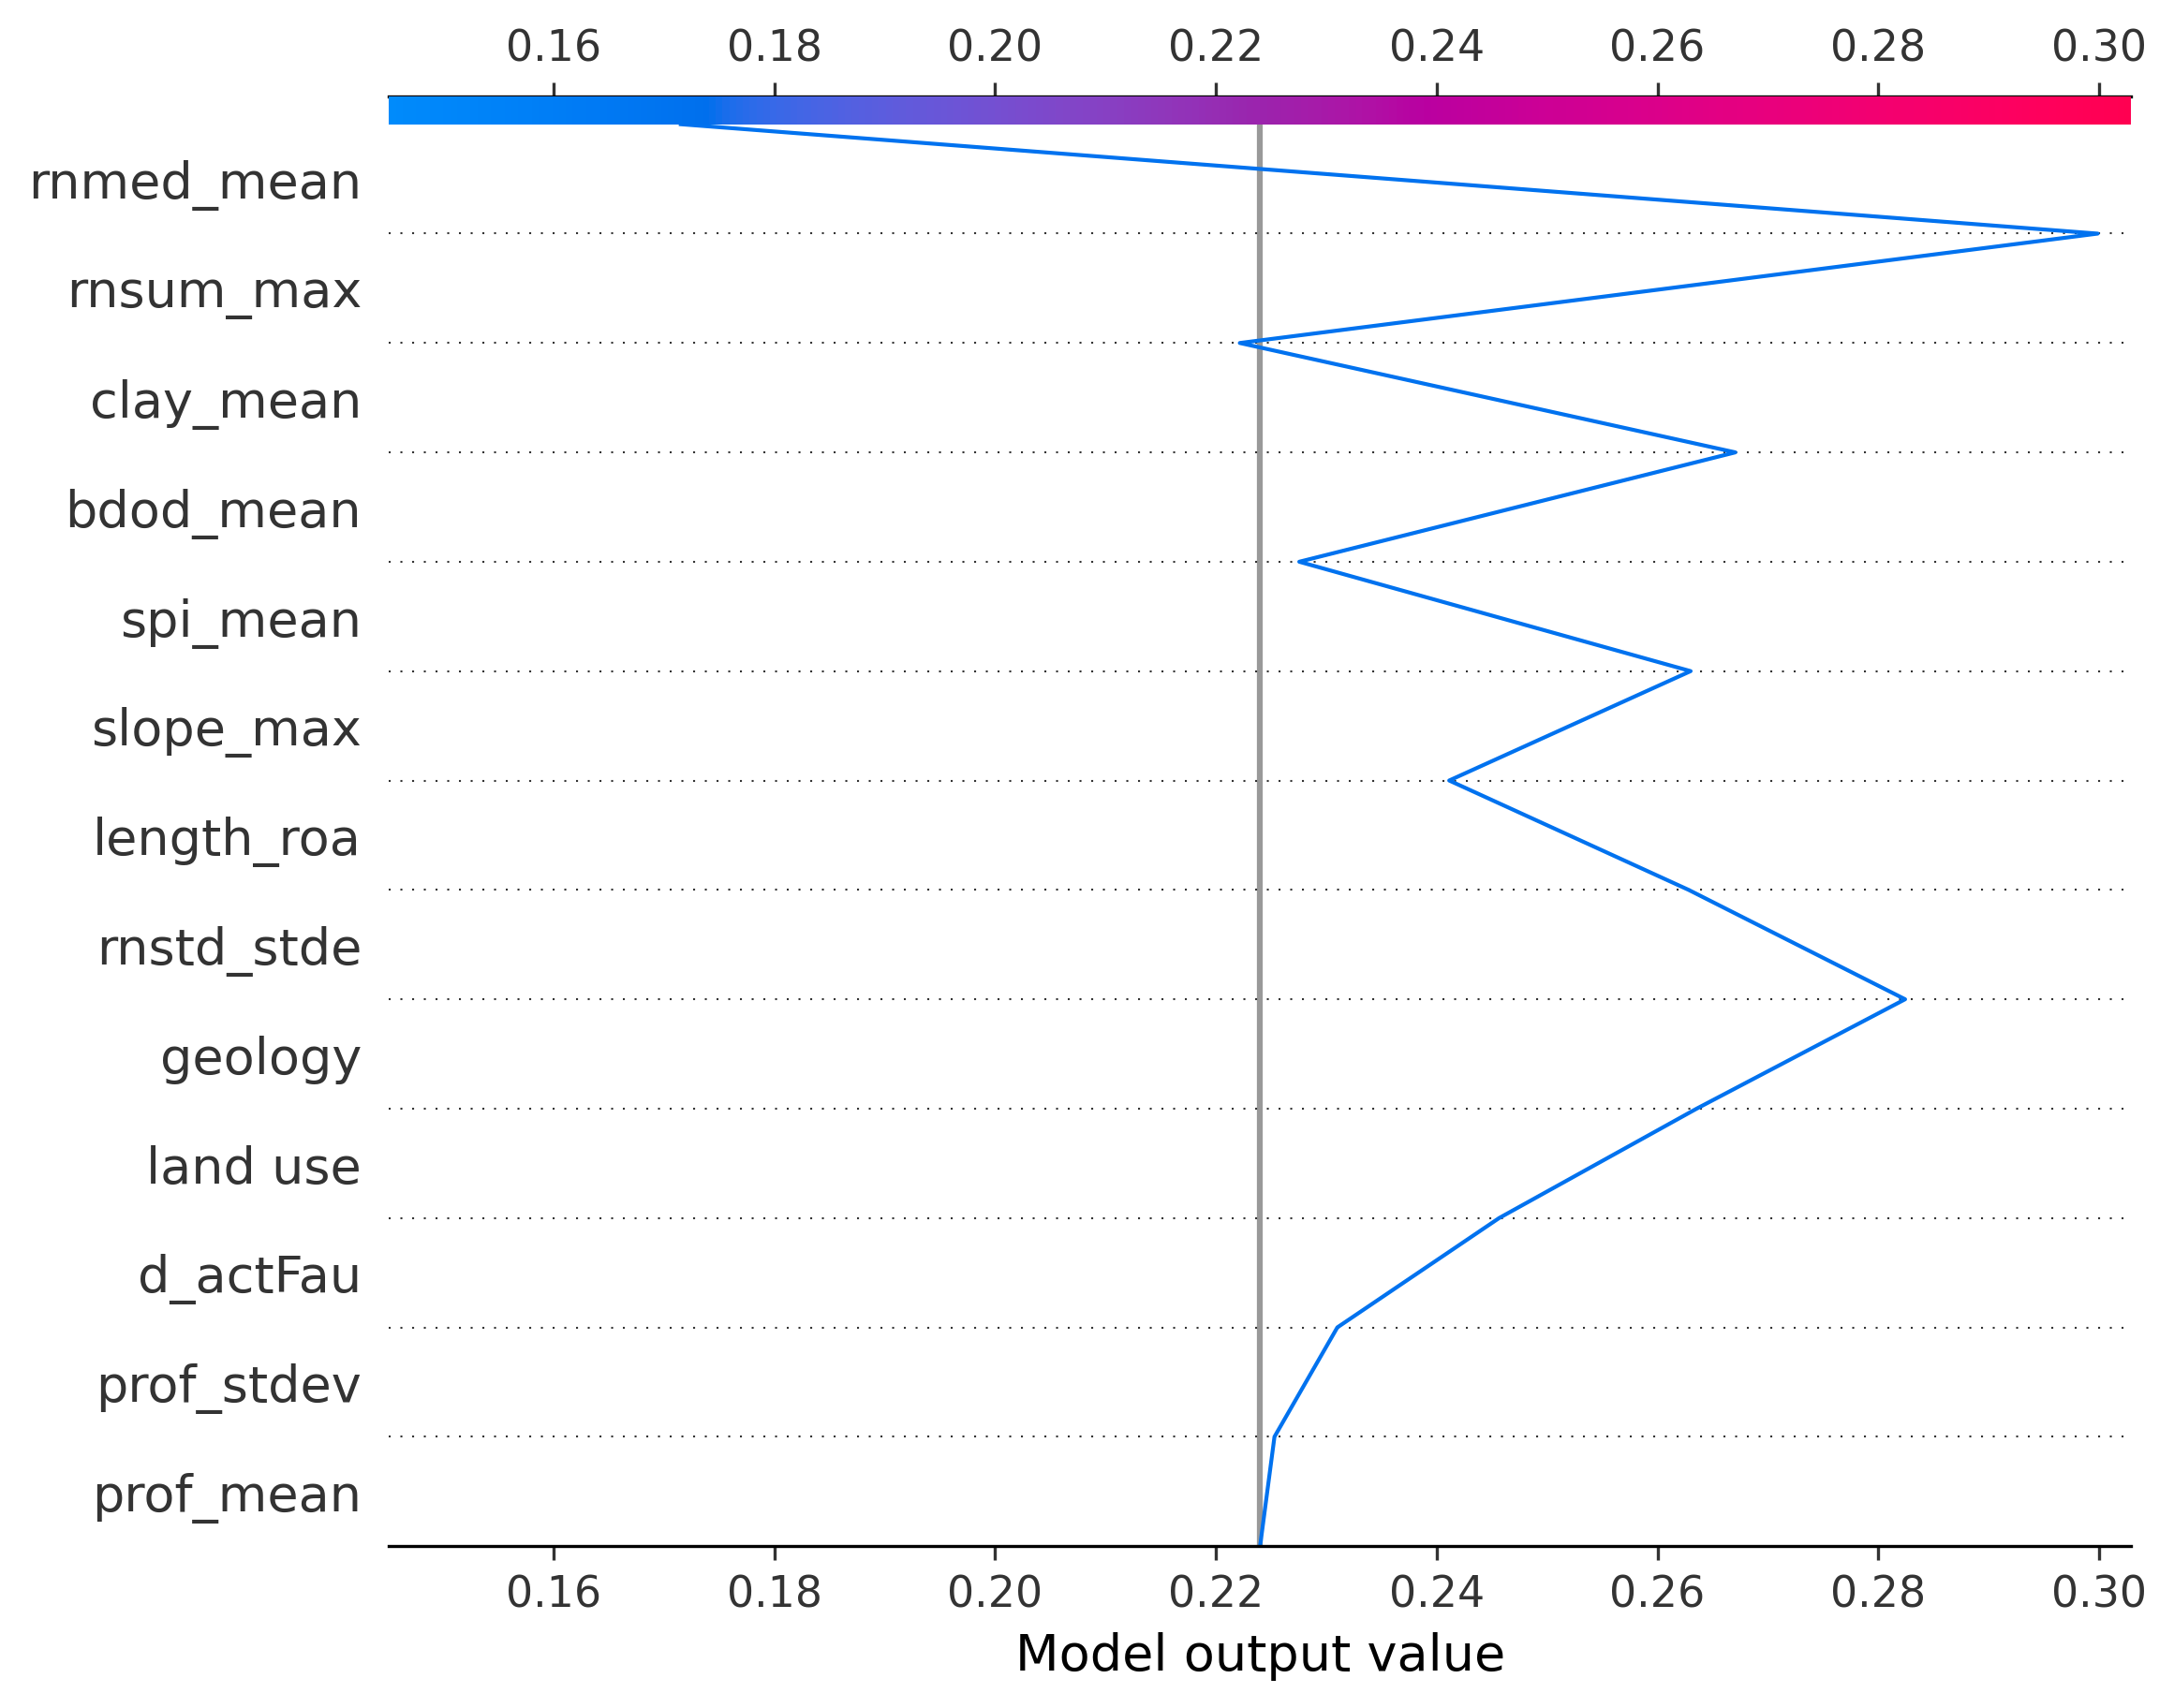 0.16 0.18 0.20 0.22 0.24 0.26 0.28 0.30
rnmed_mean
rnsum_max
clay_mean
bdod_mean
spi_mean
slope_max
length_roa
rnstd_stde
geology
land use
d_actFau
prof_stdev
prof_mean
0.16 0.18 0.20 0.22 0.24 0.26 0.28 0.30
Model output value